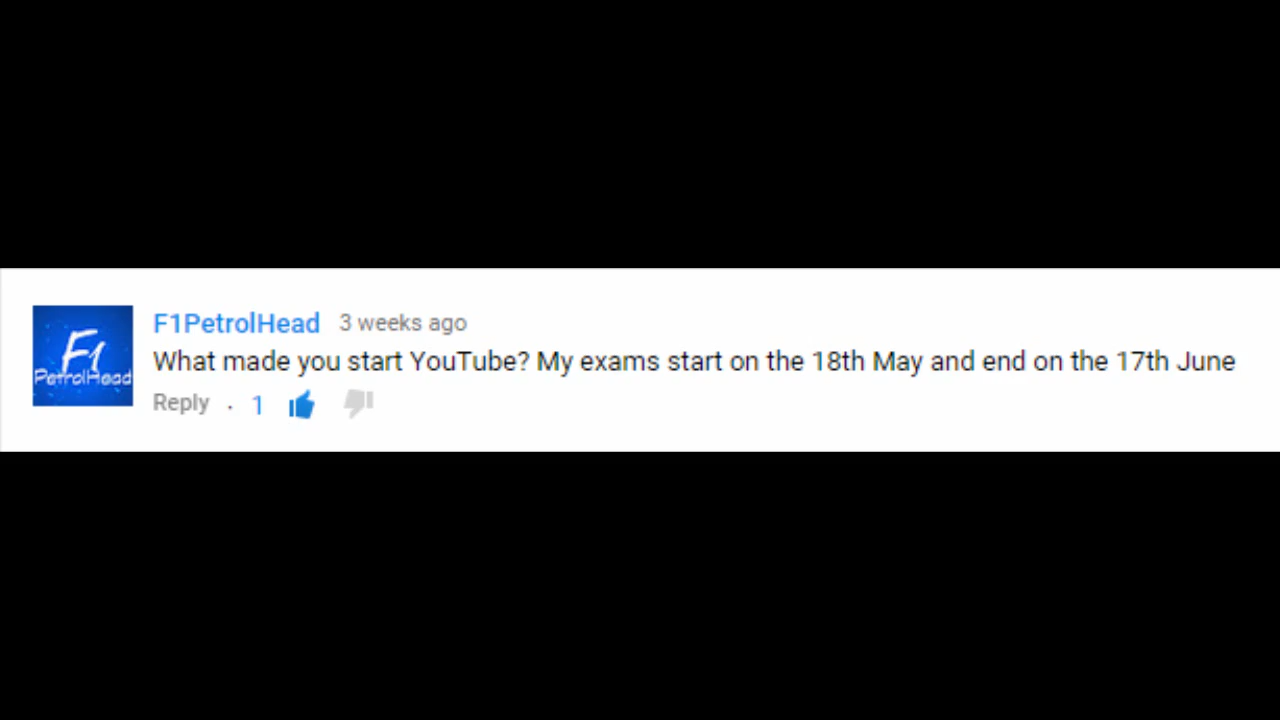 F1
PetrolHead
F1PetrolHead 3 weeks ago
What made you start YouTube? My exams start on the 18th May and end on the 17th June
Reply · 1